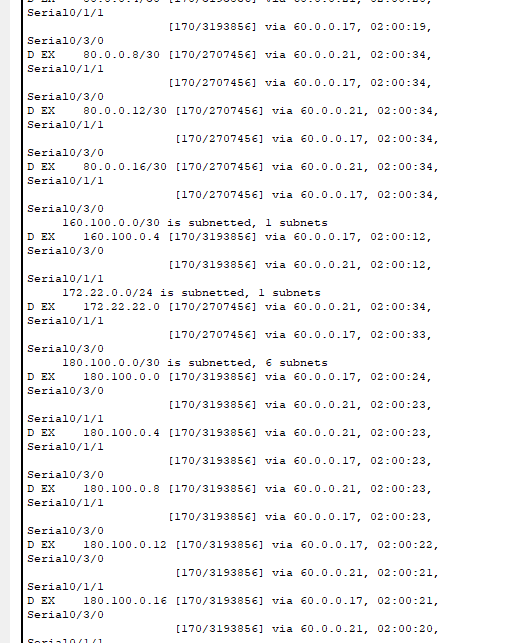 [170/3193856] via 60.0.0.17, 02:00:19,
Serial0/3/0
D EX    80.0.0.8/30 [170/2707456] via 60.0.0.21, 02:00:34,
Serial0/1/1
                    [170/2707456] via 60.0.0.17, 02:00:34,
Serial0/3/0
D EX    80.0.0.12/30 [170/2707456] via 60.0.0.21, 02:00:34,
Serial0/1/1
                     [170/2707456] via 60.0.0.17, 02:00:34,
Serial0/3/0
D EX    80.0.0.16/30 [170/2707456] via 60.0.0.21, 02:00:34,
Serial0/1/1
                     [170/2707456] via 60.0.0.17, 02:00:34,
Serial0/3/0
     160.100.0.0/30 is subnetted, 1 subnets
D EX    160.100.0.4 [170/3193856] via 60.0.0.17, 02:00:12,
Serial0/3/0
                    [170/3193856] via 60.0.0.21, 02:00:12,
Serial0/1/1
     172.22.0.0/24 is subnetted, 1 subnets
D EX    172.22.22.0 [170/2707456] via 60.0.0.21, 02:00:34,
Serial0/1/1
                    [170/2707456] via 60.0.0.17, 02:00:33,
Serial0/3/0
     180.100.0.0/30 is subnetted, 6 subnets
D EX    180.100.0.0 [170/3193856] via 60.0.0.17, 02:00:24,
Serial0/3/0
                    [170/3193856] via 60.0.0.21, 02:00:23,
Serial0/1/1
D EX    180.100.0.4 [170/3193856] via 60.0.0.21, 02:00:23,
Serial0/1/1
                    [170/3193856] via 60.0.0.17, 02:00:23,
Serial0/3/0
D EX    180.100.0.8 [170/3193856] via 60.0.0.21, 02:00:23,
Serial0/1/1
                    [170/3193856] via 60.0.0.17, 02:00:23,
Serial0/3/0
D EX    180.100.0.12 [170/3193856] via 60.0.0.17, 02:00:22,
Serial0/3/0
                     [170/3193856] via 60.0.0.21, 02:00:21,
Serial0/1/1
D EX    180.100.0.16 [170/3193856] via 60.0.0.17, 02:00:21,
Serial0/3/0
                     [170/3193856] via 60.0.0.21, 02:00:20,
Serial0/1/1